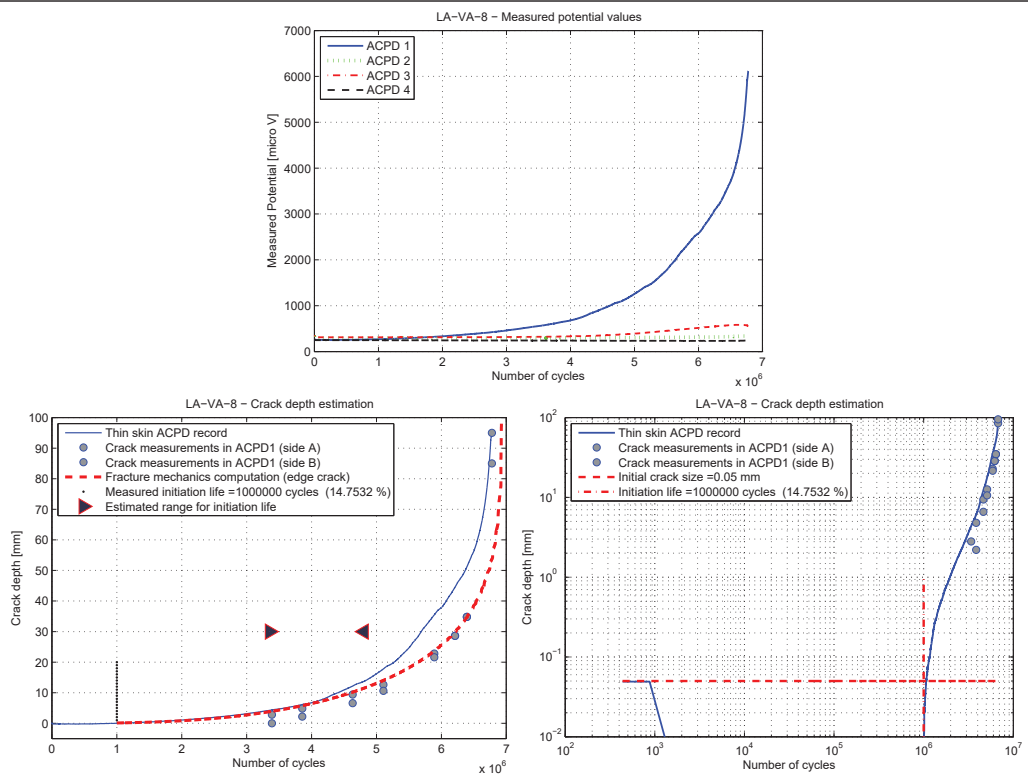 LA−VA−8 − Measured potential values
7000
6000
5000
4000
3000
2000
1000
0
Measured Potential [micro V]
ACPD 1
ACPD 2
ACPD 3
ACPD 4
0 1 2 3 4 5 6 7
Number of cycles
x 10^6
LA−VA−8 − Crack depth estimation
100
90
80
70
60
50
40
30
20
10
0
Crack depth [mm]
Thin skin ACPD record
Crack measurements in ACPD1 (side A)
Crack measurements in ACPD1 (side B)
Fracture mechanics computation (edge crack)
Measured initiation life =1000000 cycles (14.7532 %)
Estimated range for initiation life
0 1 2 3 4 5 6 7
Number of cycles
x 10^6
LA−VA−8 − Crack depth estimation
10^2
10^1
10^0
10^−1
10^−2
Crack depth [mm]
Thin skin ACPD record
Crack measurements in ACPD1 (side A)
Crack measurements in ACPD1 (side B)
Initial crack size =0.05 mm
Initiation life =1000000 cycles (14.7532 %)
10^2 10^3 10^4 10^5 10^6 10^7
Number of cycles